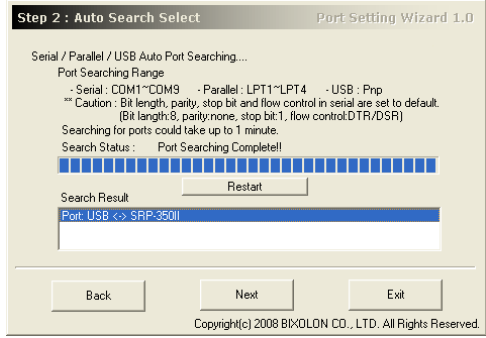 Step 2 : Auto Search Select Port Setting Wizard 1.0
Serial / Parallel / USB Auto Port Searching....
Port Searching Range
- Serial : COM1~COM9 - Parallel : LPT1~LPT4 - USB : Pnp
** Caution : Bit length, parity, stop bit and flow control in serial are set to default.
(Bit length:8, parity:none, stop bit:1, flow control:DTR/DSR)
Searching for ports could take up to 1 minute.
Search Status : Port Searching Complete!!
Restart
Search Result
Port: USB <-> SRP-350II
Back Next Exit
Copyright(c) 2008 BIXOLON CO., LTD. All Rights Reserved.